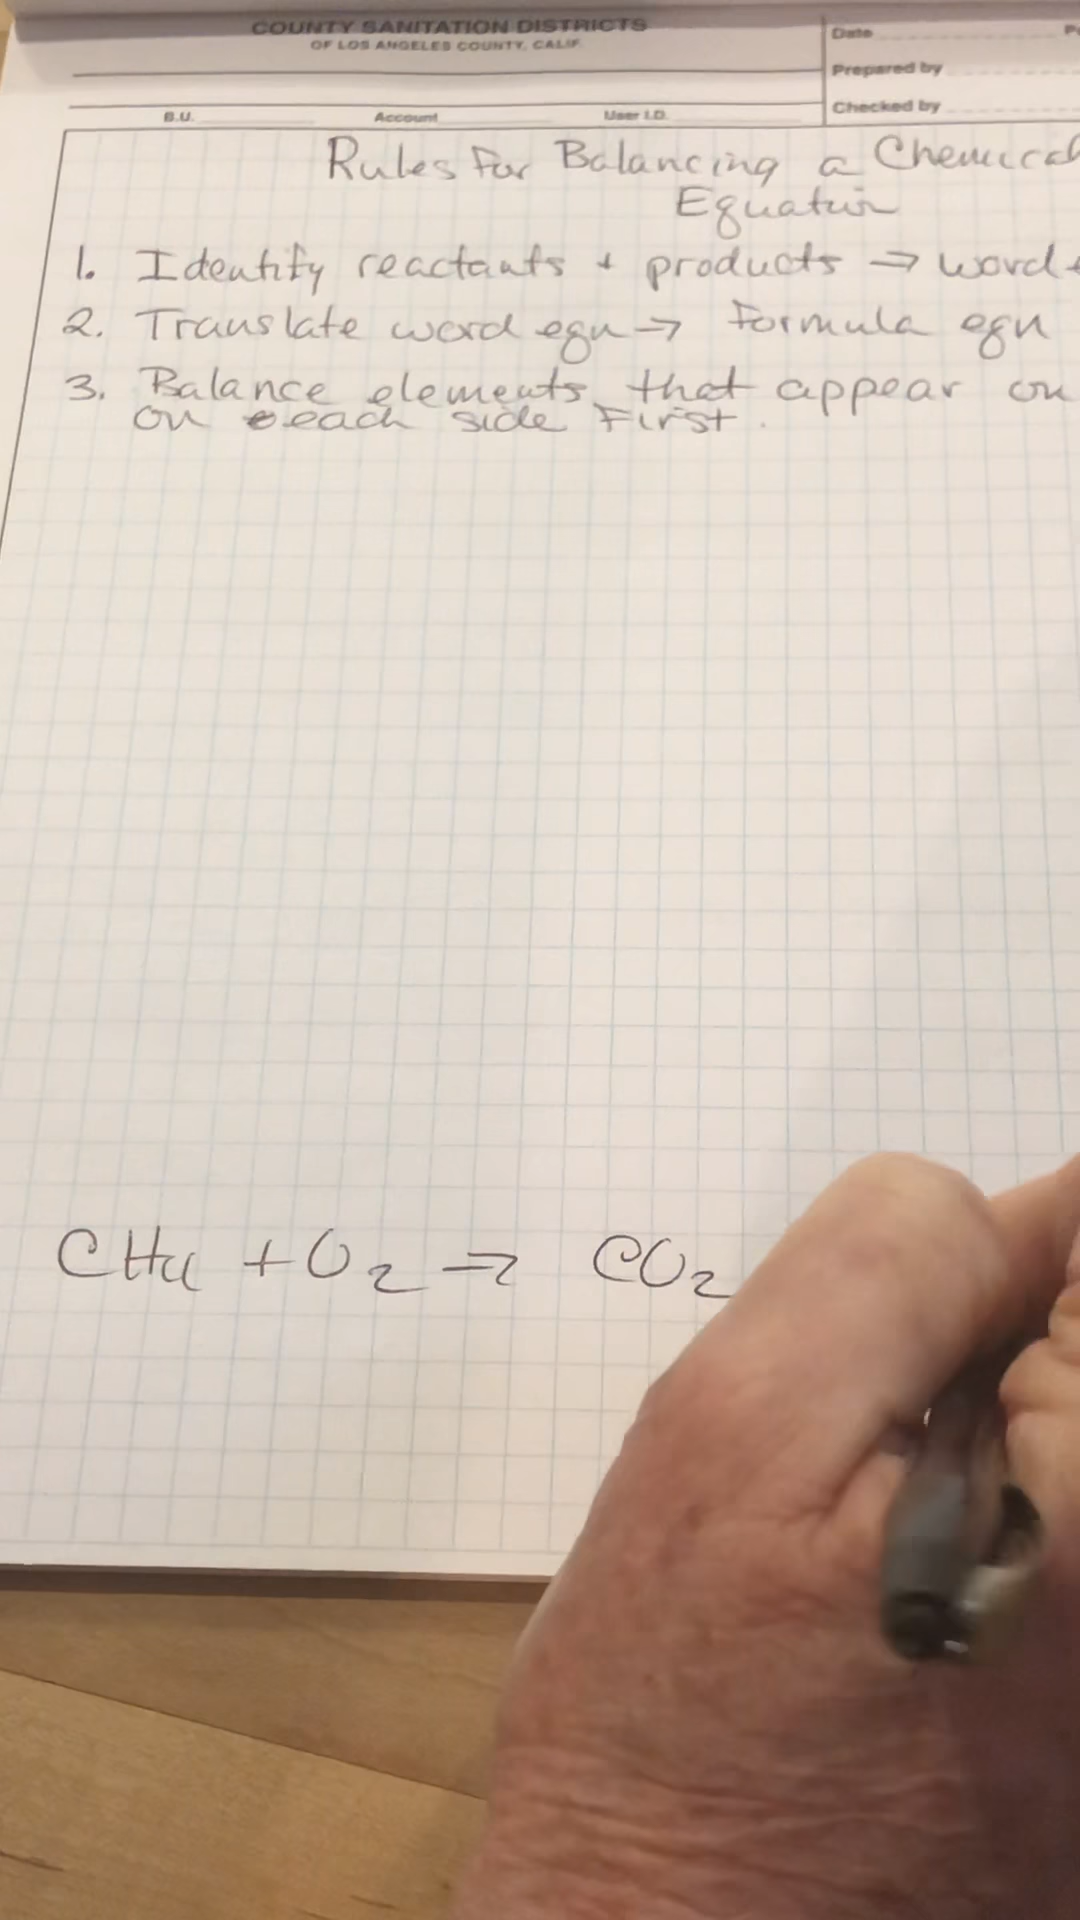 COUNTY SANITATION DISTRICTS
OF LOS ANGELES COUNTY, CALIF.
Date
Prepared by
Checked by
B.U. Account User I.D.
Rules for Balancing a Chemical
Equation
1. Identify reactants + products → word
2. Translate word eqn → formula eqn
3. Balance elements that appear on
on each side First.
CH4 + O2 → CO2